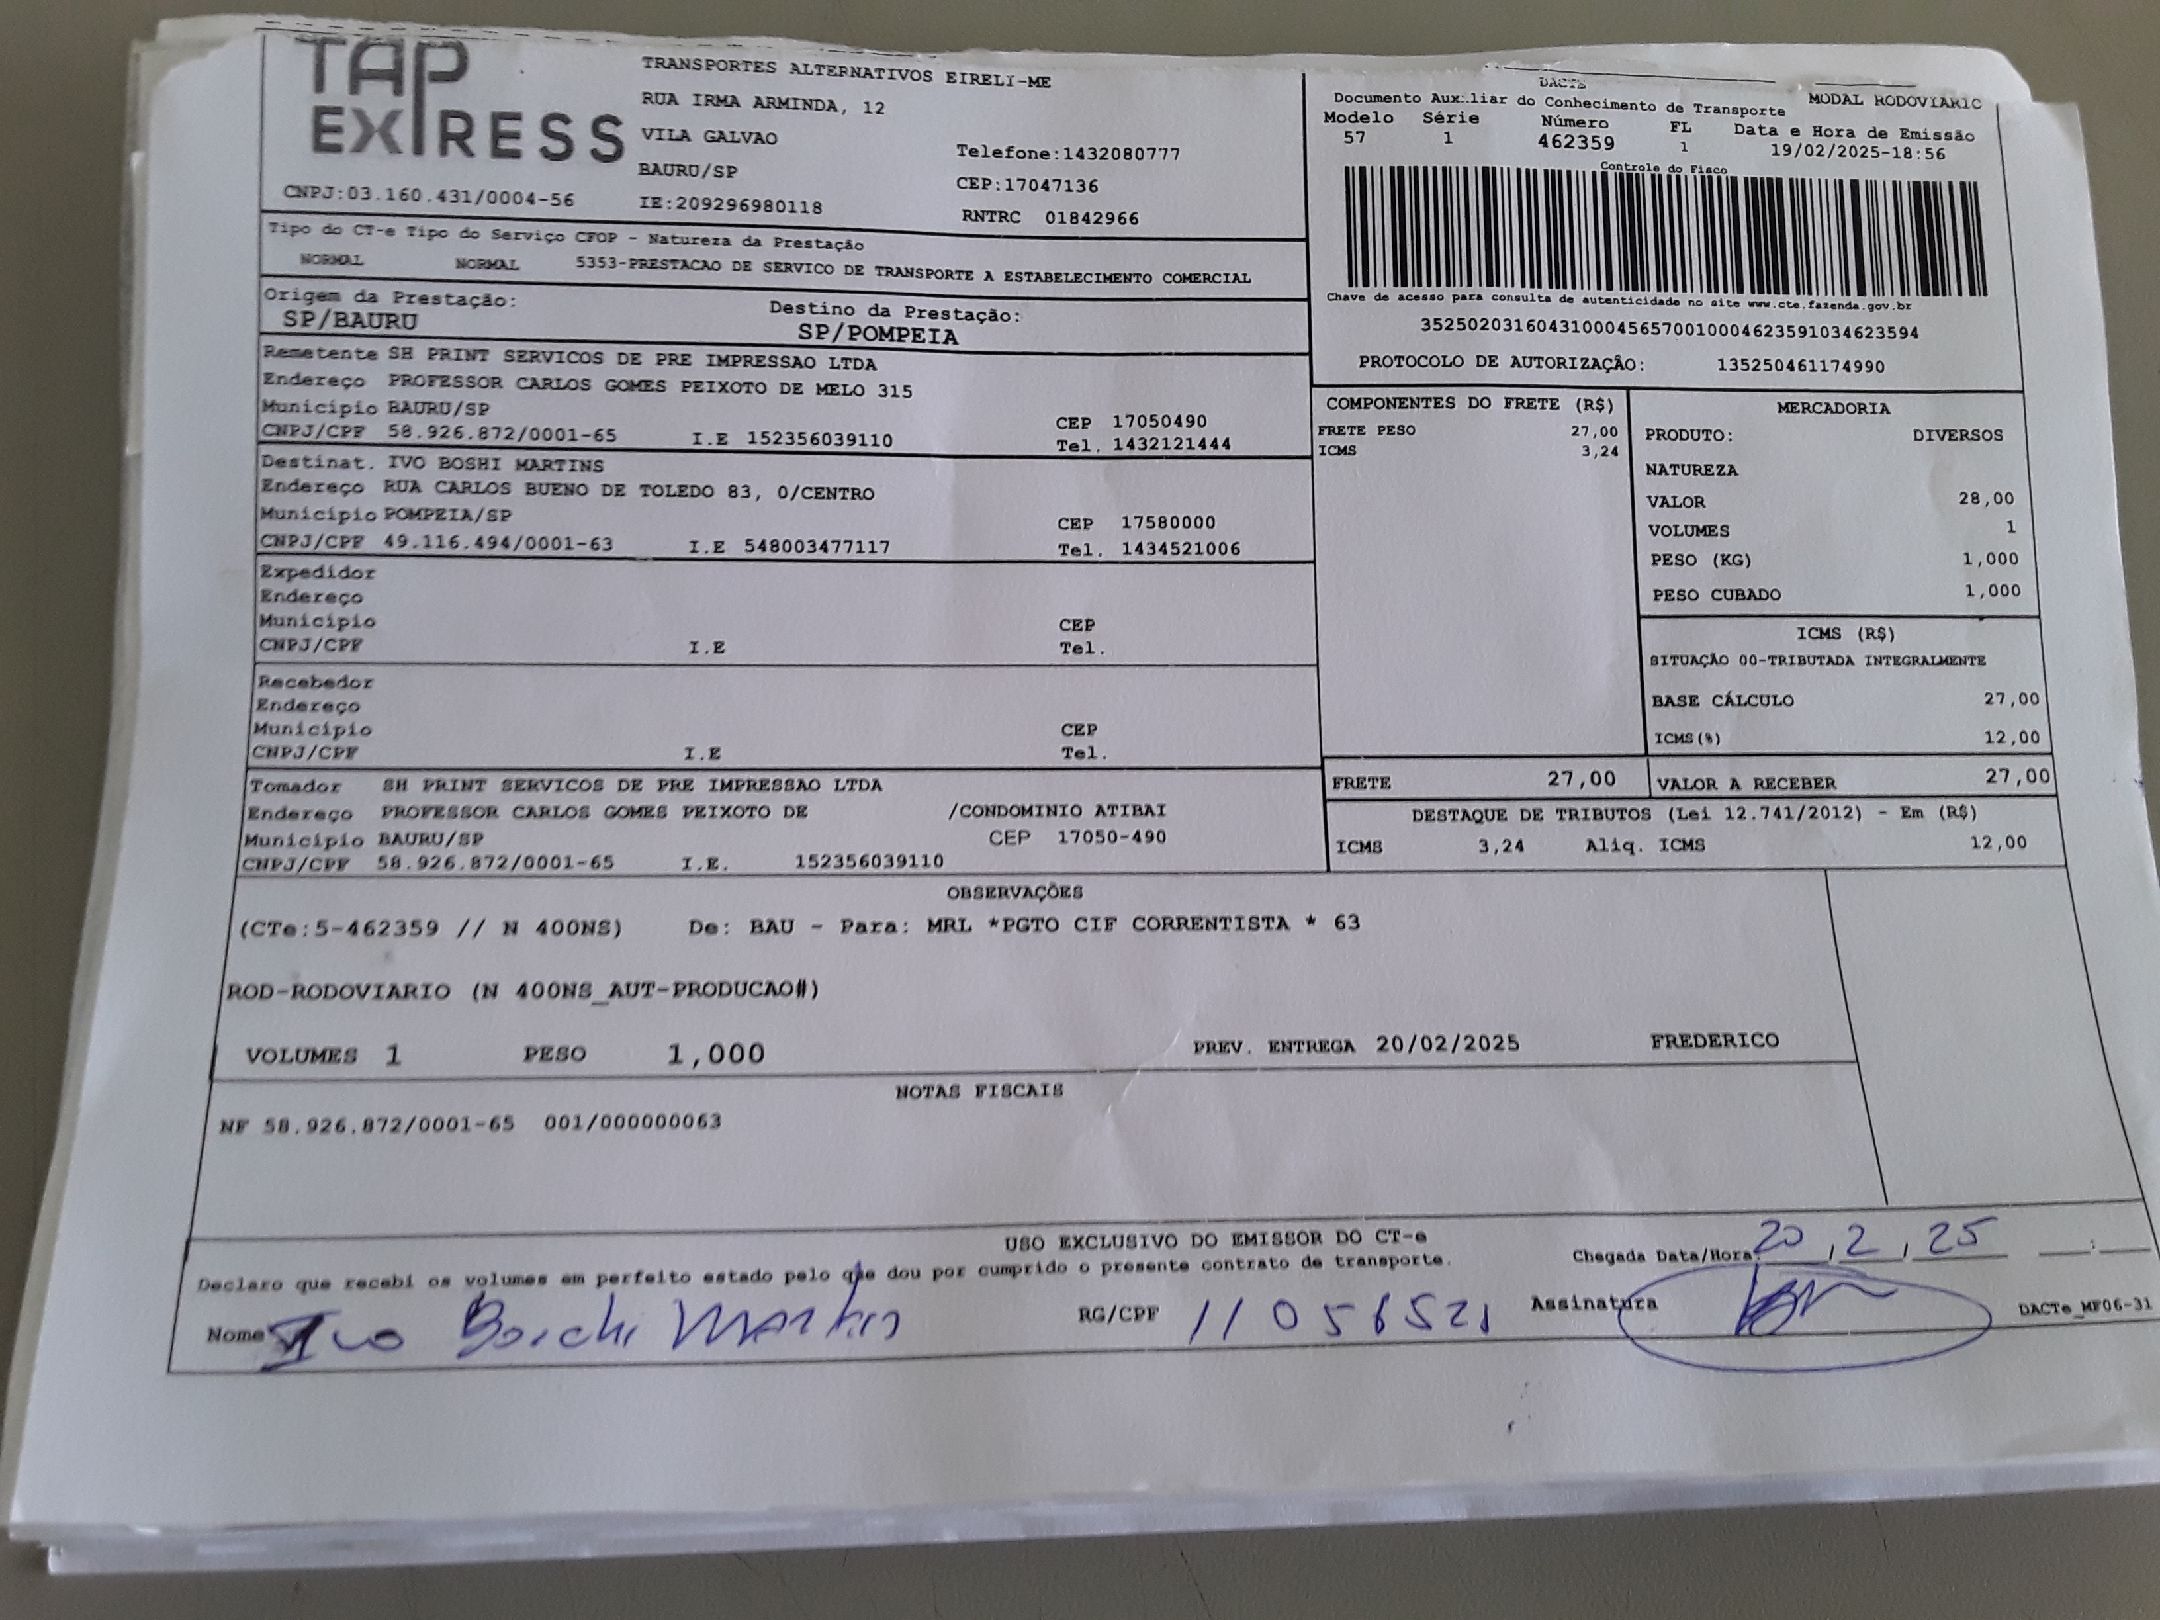 TAP EXPRESS
TRANSPORTES ALTERNATIVOS EIRELI-ME
RUA IRMA ARMINDA, 12
VILA GALVAO
Telefone:1432080777
BAURU/SP
CEP:17047136
CNPJ:03.160.431/0004-56
IE:209296980118
RNTRC 01842966
DACTE
Documento Auxiliar do Conhecimento de Transporte
MODAL RODOVIARIO
Modelo Série Número FL Data e Hora de Emissão
57 1 462359 1 19/02/2025-18:56
Controle do Fisco
Chave de acesso para consulta de autenticidade no site www.cte.fazenda.gov.br
35250203160431000456570010004623591034623594
PROTOCOLO DE AUTORIZAÇÃO: 135250461174990
Tipo do CT-e Tipo do Serviço CFOP - Natureza da Prestação
NORMAL NORMAL 5353-PRESTACAO DE SERVICO DE TRANSPORTE A ESTABELECIMENTO COMERCIAL
Origem da Prestação: Destino da Prestação:
SP/BAURU SP/POMPEIA
Remetente SH PRINT SERVICOS DE PRE IMPRESSAO LTDA
Endereço PROFESSOR CARLOS GOMES PEIXOTO DE MELO 315
Município BAURU/SP CEP 17050490
CNPJ/CPF 58.926.872/0001-65 I.E 152356039110 Tel. 1432121444
Destinat. IVO BOSHI MARTINS
Endereço RUA CARLOS BUENO DE TOLEDO 83, 0/CENTRO
Município POMPEIA/SP CEP 17580000
CNPJ/CPF 49.116.494/0001-63 I.E 548003477117 Tel. 1434521006
Expedidor
Endereço
Município CEP
CNPJ/CPF I.E Tel.
Recebedor
Endereço
Município CEP
CNPJ/CPF I.E Tel.
Tomador SH PRINT SERVICOS DE PRE IMPRESSAO LTDA
Endereço PROFESSOR CARLOS GOMES PEIXOTO DE /CONDOMINIO ATIBAI
Município BAURU/SP CEP 17050-490
CNPJ/CPF 58.926.872/0001-65 I.E. 152356039110
COMPONENTES DO FRETE (R$)
FRETE PESO 27,00
ICMS 3,24
MERCADORIA
PRODUTO: DIVERSOS
NATUREZA
VALOR 28,00
VOLUMES 1
PESO (KG) 1,000
PESO CUBADO 1,000
ICMS (R$)
SITUAÇÃO 00-TRIBUTADA INTEGRALMENTE
BASE CÁLCULO 27,00
ICMS(%) 12,00
FRETE 27,00 VALOR A RECEBER 27,00
DESTAQUE DE TRIBUTOS (Lei 12.741/2012) - Em (R$)
ICMS 3,24 Aliq. ICMS 12,00
OBSERVAÇÕES
(CTe:5-462359 // N 400NS) De: BAU - Para: MRL *PGTO CIF CORRENTISTA * 63
ROD-RODOVIARIO (N 400NS_AUT-PRODUCAO#)
VOLUMES 1 PESO 1,000 PREV. ENTREGA 20/02/2025 FREDERICO
NOTAS FISCAIS
NF 58.926.872/0001-65 001/000000063
USO EXCLUSIVO DO EMISSOR DO CT-e
Declaro que recebi os volumes em perfeito estado pelo que dou por cumprido o presente contrato de transporte.
Chegada Data/Hora: 20/2/25 __:__
Nome Ivo Boschi Martins RG/CPF 11056521 Assinatura
DACTe_MF06-31